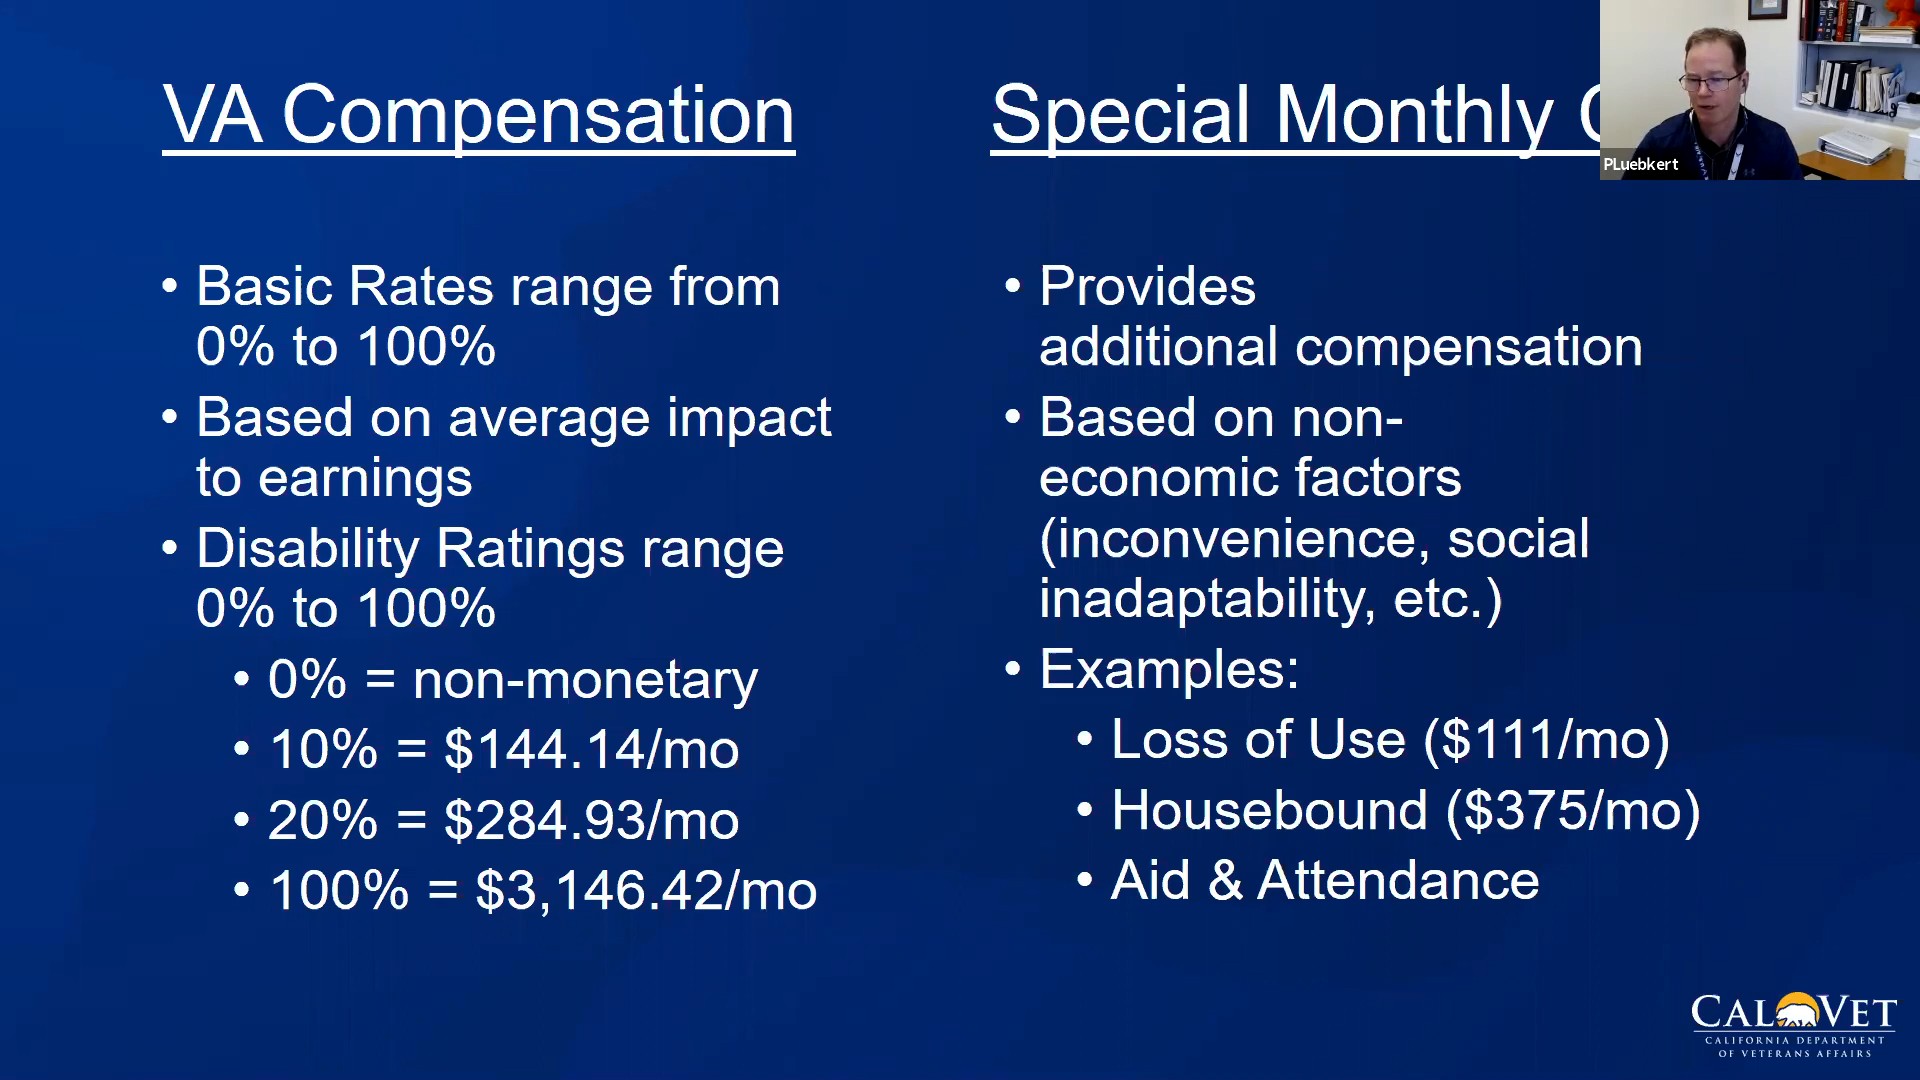 VA Compensation
• Basic Rates range from
0% to 100%
• Based on average impact
to earnings
• Disability Ratings range
0% to 100%
• 0% = non-monetary
• 10% = $144.14/mo
• 20% = $284.93/mo
• 100% = $3,146.42/mo
Special Monthly C
• Provides
additional compensation
• Based on non-
economic factors
(inconvenience, social
inadaptability, etc.)
• Examples:
• Loss of Use ($111/mo)
• Housebound ($375/mo)
• Aid & Attendance
PLuebkert
CALVET
CALIFORNIA DEPARTMENT
OF VETERANS AFFAIRS